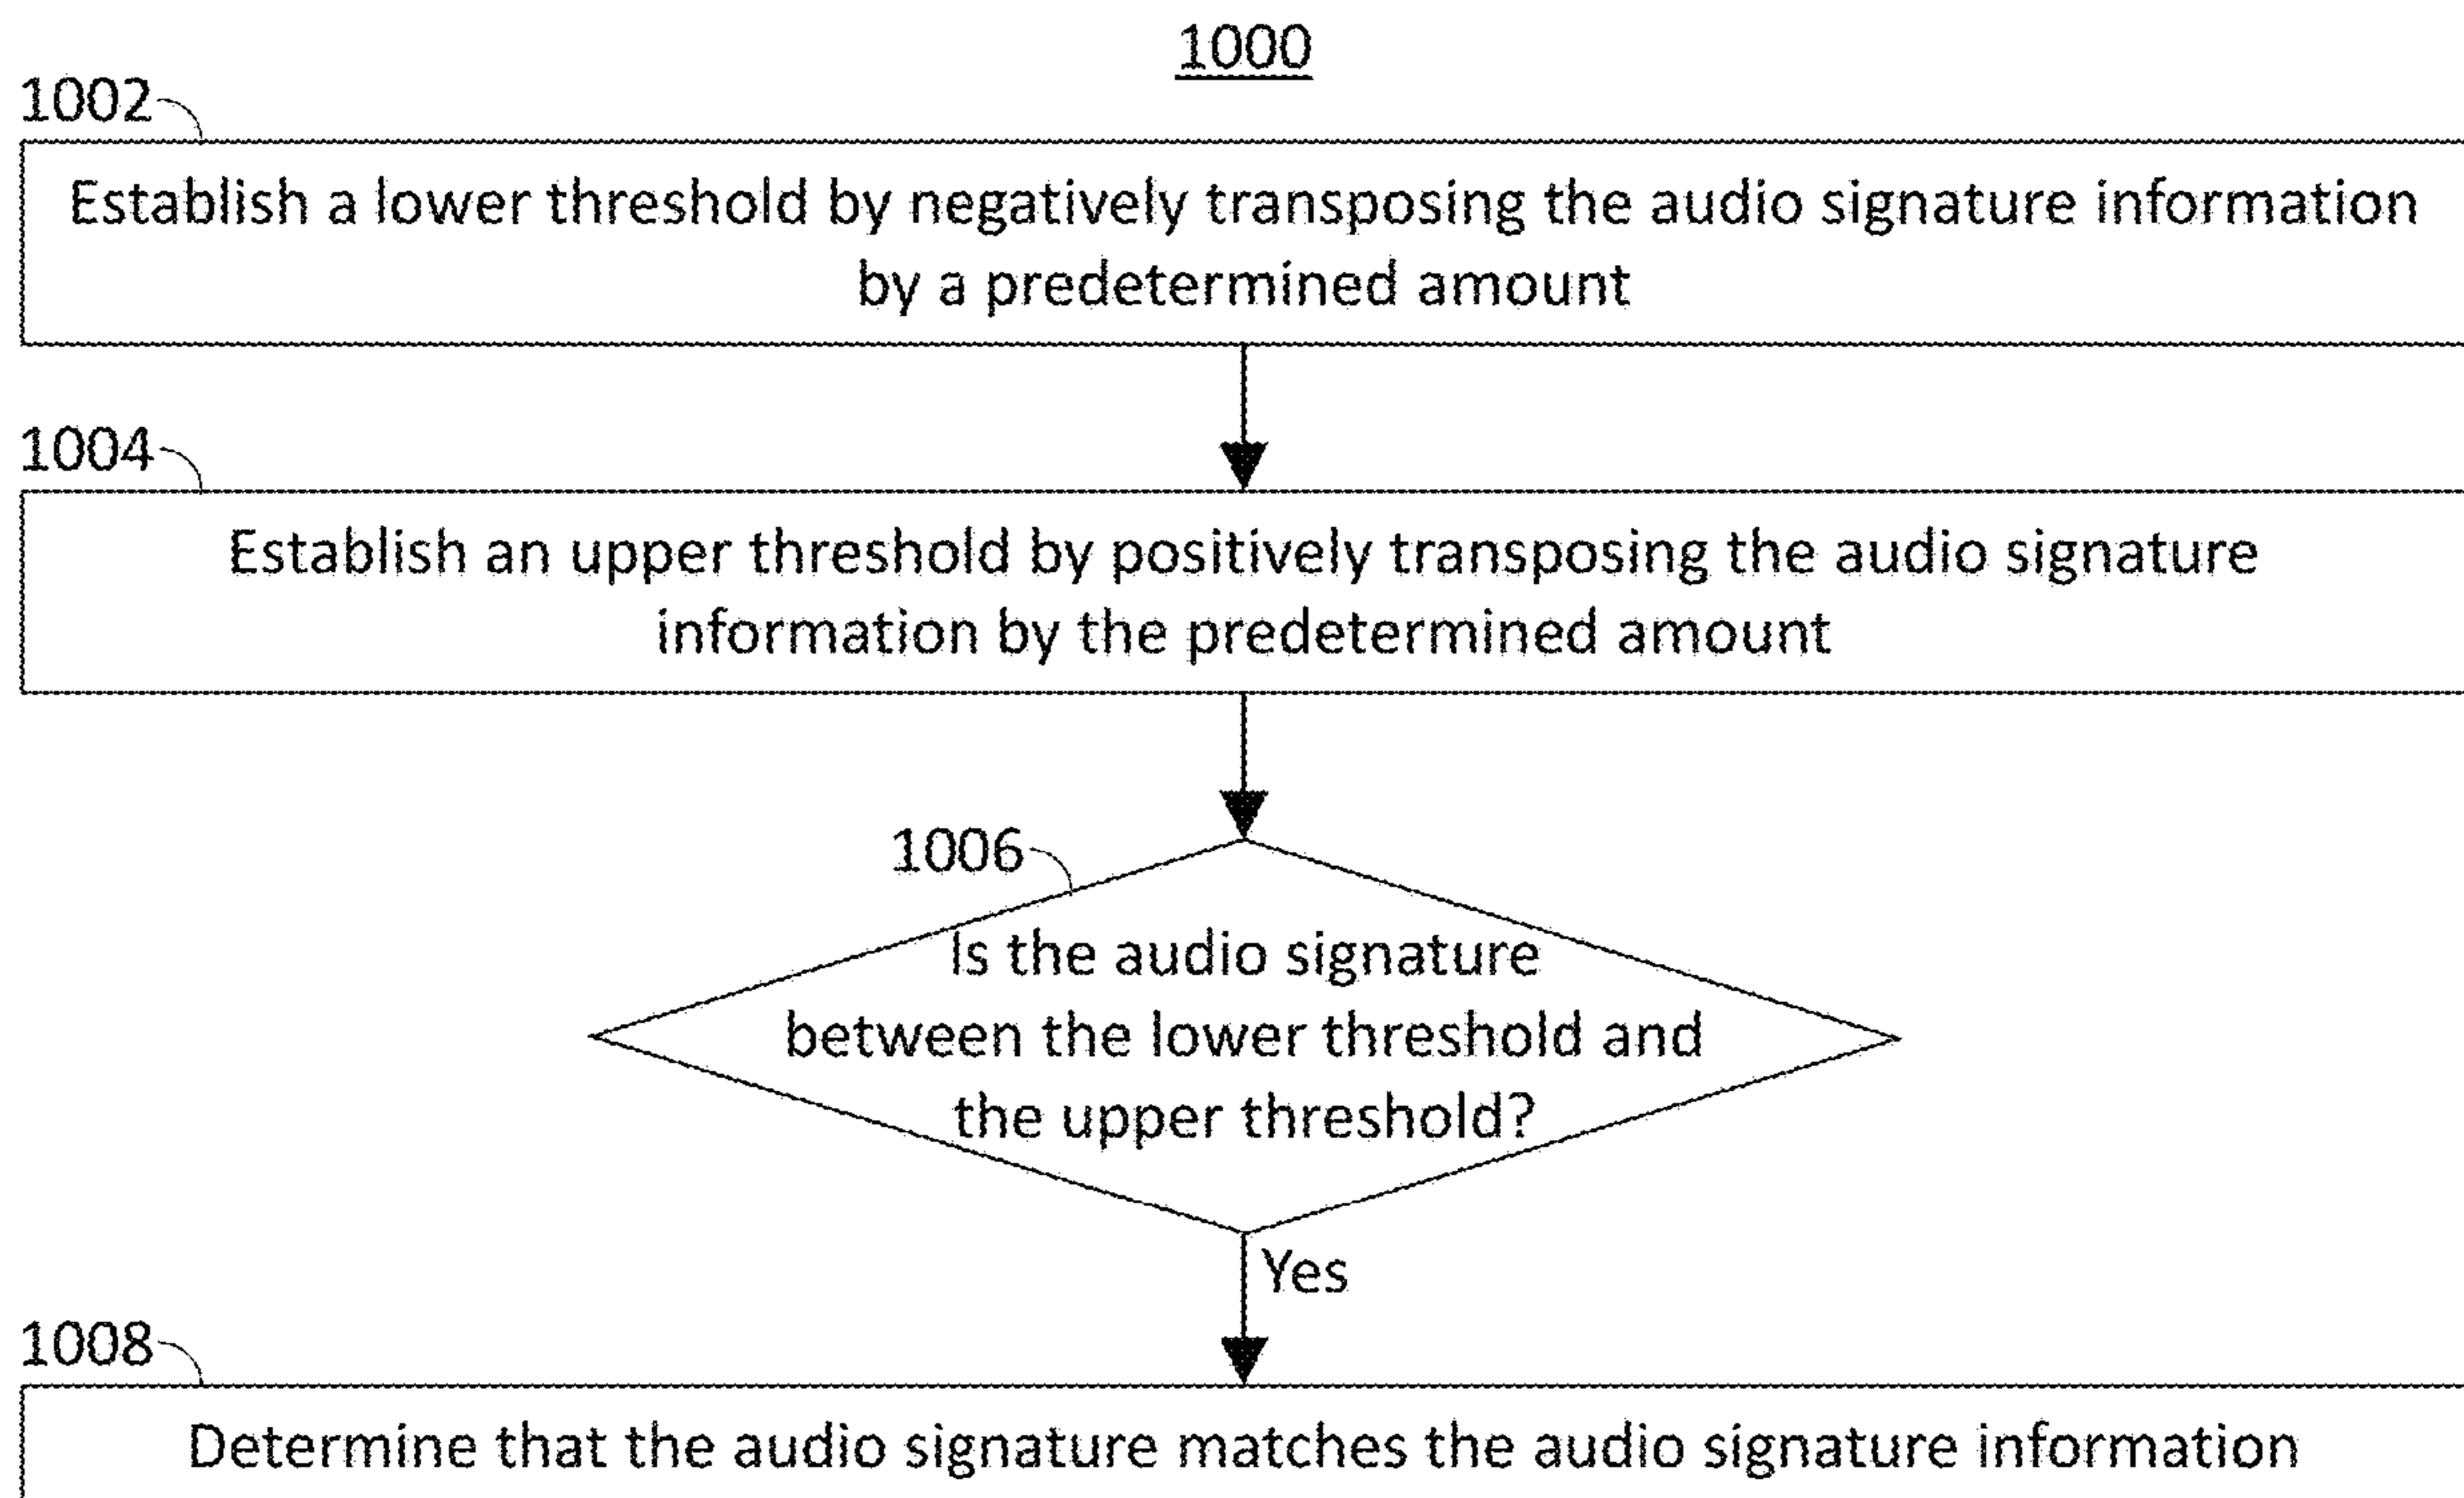 1000
1002
Establish a lower threshold by negatively transposing the audio signature information
by a predetermined amount
1004
Establish an upper threshold by positively transposing the audio signature
information by the predetermined amount
1006
Is the audio signature
between the lower threshold and
the upper threshold?
Yes
1008
Determine that the audio signature matches the audio signature information